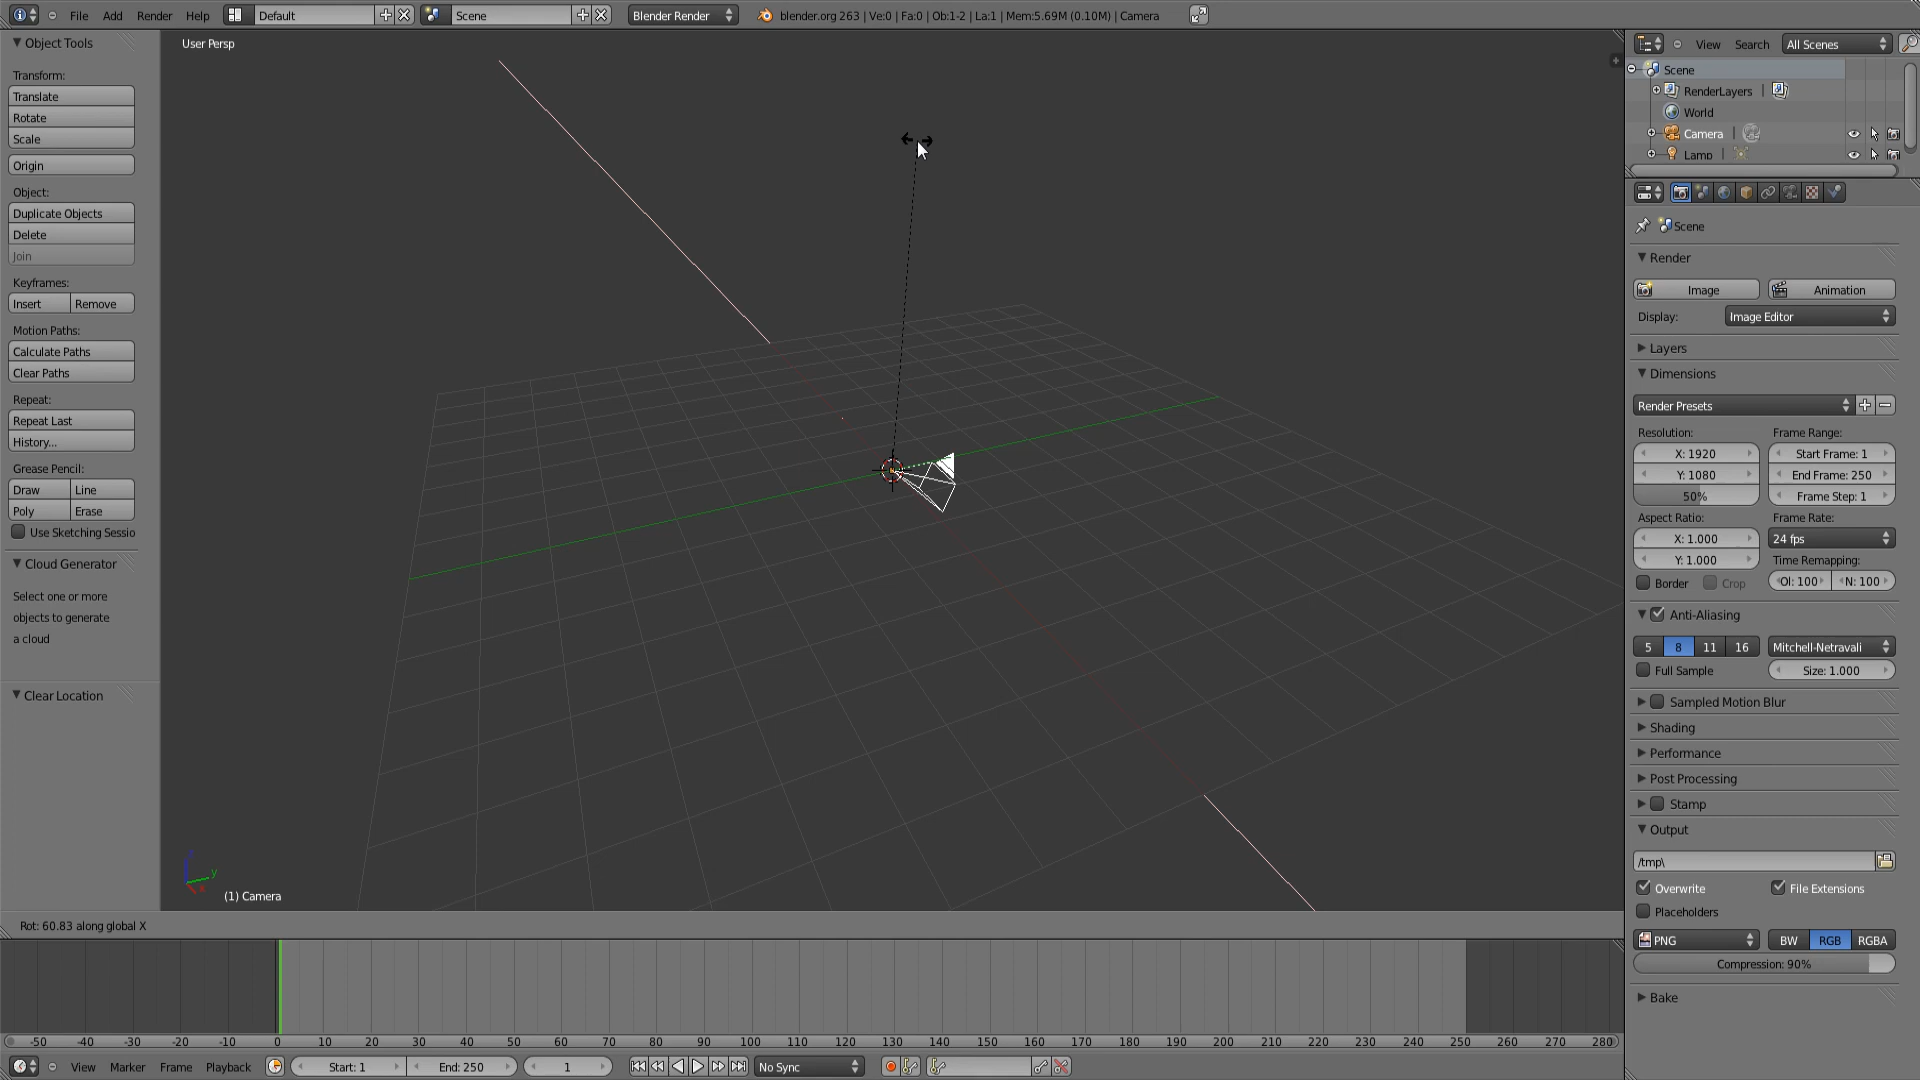 File Add Render Help Default Scene Blender Render blender.org 263 | Ve:0 | Fa:0 | Ob:1-2 | La:1 | Mem:5.69M (0.10M) | Camera
Object Tools
Transform:
Translate
Rotate
Scale
Origin
Object:
Duplicate Objects
Delete
Join
Keyframes:
Insert Remove
Motion Paths:
Calculate Paths
Clear Paths
Repeat:
Repeat Last
History...
Grease Pencil:
Draw Line
Poly Erase
Use Sketching Sessio
Cloud Generator
Select one or more
objects to generate
a cloud
Clear Location
User Persp
z
y
x
(1) Camera
Rot: 60.83 along global X
View Search All Scenes
Scene
RenderLayers |
World
Camera |
Lamp |
Scene
Render
Image Animation
Display: Image Editor
Layers
Dimensions
Render Presets
Resolution: Frame Range:
X: 1920 Start Frame: 1
Y: 1080 End Frame: 250
50% Frame Step: 1
Aspect Ratio: Frame Rate:
X: 1.000 24 fps
Y: 1.000 Time Remapping:
Border Crop Ol: 100 N: 100
Anti-Aliasing
5 8 11 16 Mitchell-Netravali
Full Sample Size: 1.000
Sampled Motion Blur
Shading
Performance
Post Processing
Stamp
Output
/tmp\
Overwrite File Extensions
Placeholders
PNG BW RGB RGBA
Compression: 90%
Bake
-50 -40 -30 -20 -10 0 10 20 30 40 50 60 70 80 90 100 110 120 130 140 150 160 170 180 190 200 210 220 230 240 250 260 270 280
View Marker Frame Playback Start: 1 End: 250 1 No Sync